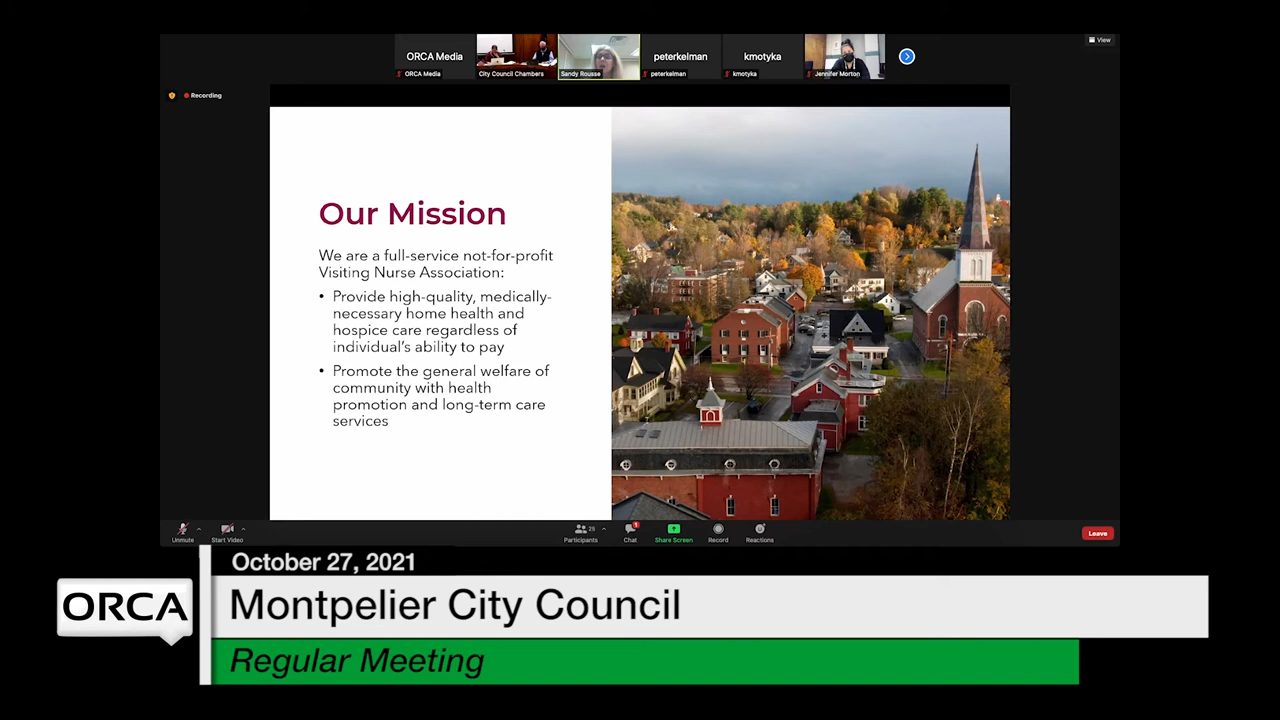 ORCA Media
peterkelman
kmotyka
View
ORCA Media
City Council Chambers
Sandy Rousse
peterkelman
kmotyka
Jennifer Morton
Recording
Our Mission
We are a full-service not-for-profit
Visiting Nurse Association:
• Provide high-quality, medically-
necessary home health and
hospice care regardless of
individual's ability to pay
• Promote the general welfare of
community with health
promotion and long-term care
services
Unmute
Start Video
25
Participants
1
Chat
Share Screen
Record
Reactions
Leave
October 27, 2021
ORCA
Montpelier City Council
Regular Meeting